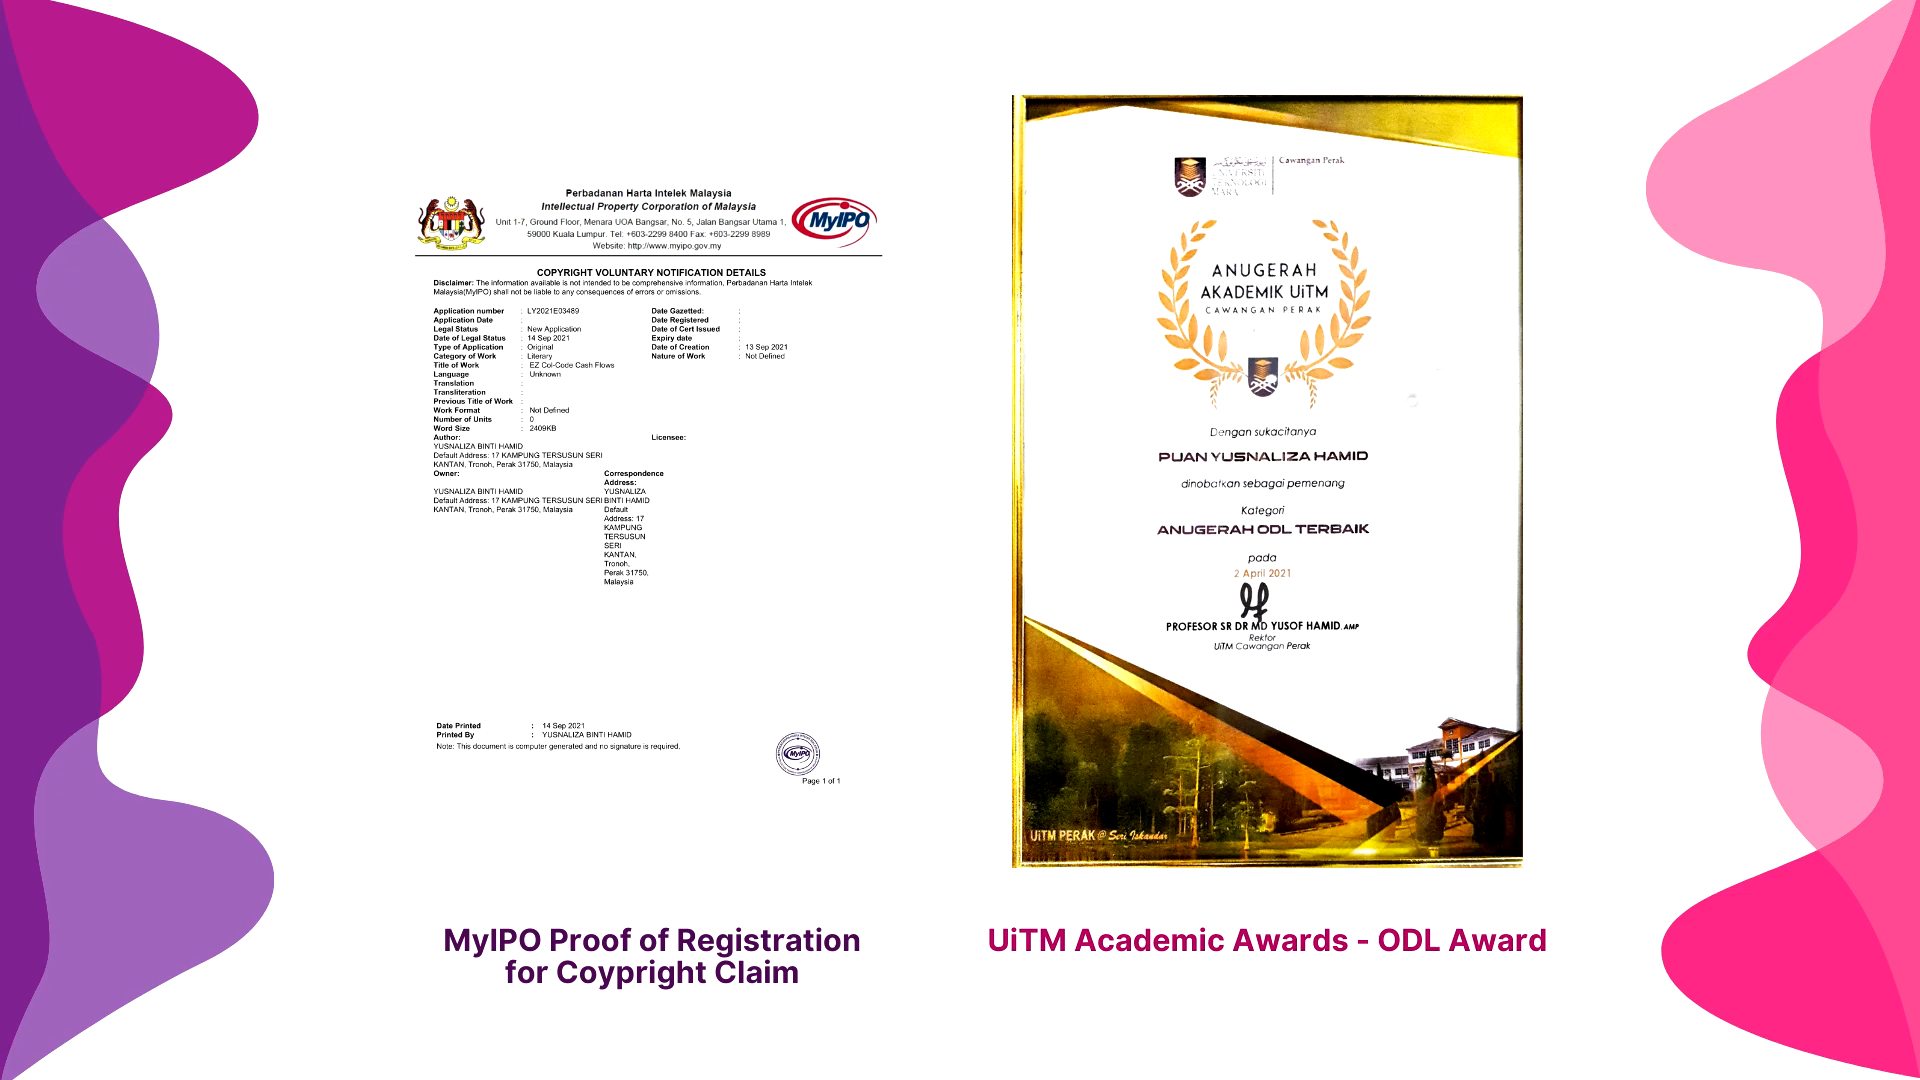 Perbadanan Harta Intelek Malaysia
Intellectual Property Corporation of Malaysia
Unit 1-7, Ground Floor, Menara UOA Bangsar, No. 5, Jalan Bangsar Utama 1,
59000 Kuala Lumpur. Tel: +603-2299 8400 Fax: +603-2299 8989
Website: http://www.myipo.gov.my
MyIPO
COPYRIGHT VOLUNTARY NOTIFICATION DETAILS
Disclaimer: The information available is not intended to be comprehensive information, Perbadanan Harta Intelek
Malaysia(MyIPO) shall not be liable to any consequences of errors or omissions.
Application number : LY2021E03489 Date Gazetted: :
Application Date : Date Registered :
Legal Status : New Application Date of Cert Issued :
Date of Legal Status : 14 Sep 2021 Expiry date :
Type of Application : Original Date of Creation : 13 Sep 2021
Category of Work : Literary Nature of Work : Not Defined
Title of Work : EZ Col-Code Cash Flows
Language : Unknown
Translation :
Transliteration :
Previous Title of Work :
Work Format : Not Defined
Number of Units : 0
Word Size : 2409KB
Author: Licensee:
YUSNALIZA BINTI HAMID
Default Address: 17 KAMPUNG TERSUSUN SERI
KANTAN, Tronoh, Perak 31750, Malaysia
Owner:
YUSNALIZA BINTI HAMID
Default Address: 17 KAMPUNG TERSUSUN SERI
KANTAN, Tronoh, Perak 31750, Malaysia
Correspondence
Address:
YUSNALIZA
BINTI HAMID
Default
Address: 17
KAMPUNG
TERSUSUN
SERI
KANTAN,
Tronoh,
Perak 31750,
Malaysia
Date Printed : 14 Sep 2021
Printed By : YUSNALIZA BINTI HAMID
Note: This document is computer generated and no signature is required.
MyIPO
Page 1 of 1
MyIPO Proof of Registration
for Coypright Claim
UNIVERSITI
TEKNOLOGI
MARA
Cawangan Perak
ANUGERAH
AKADEMIK UiTM
CAWANGAN PERAK
Dengan sukacitanya
PUAN YUSNALIZA HAMID
dinobatkan sebagai pemenang
Kategori
ANUGERAH ODL TERBAIK
pada
2 April 2021
PROFESOR SR DR MD YUSOF HAMID, AMP
Rektor
UiTM Cawangan Perak
UiTM PERAK @ Seri Iskandar
UiTM Academic Awards - ODL Award